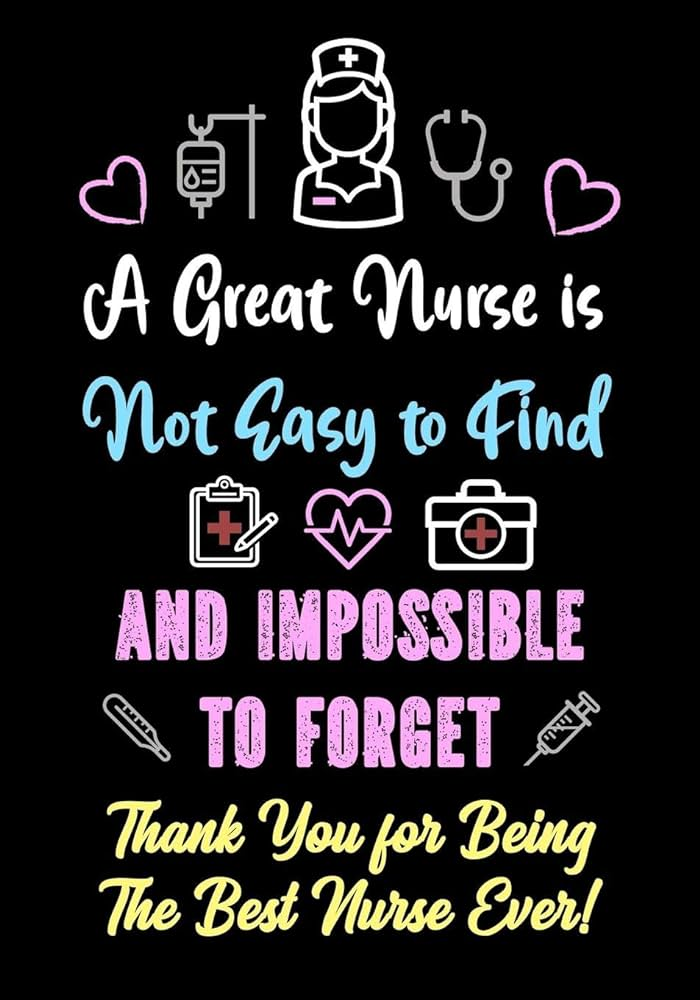 A Great Nurse is
Not Easy to Find
AND IMPOSSIBLE
TO FORGET
Thank You for Being
The Best Nurse Ever!